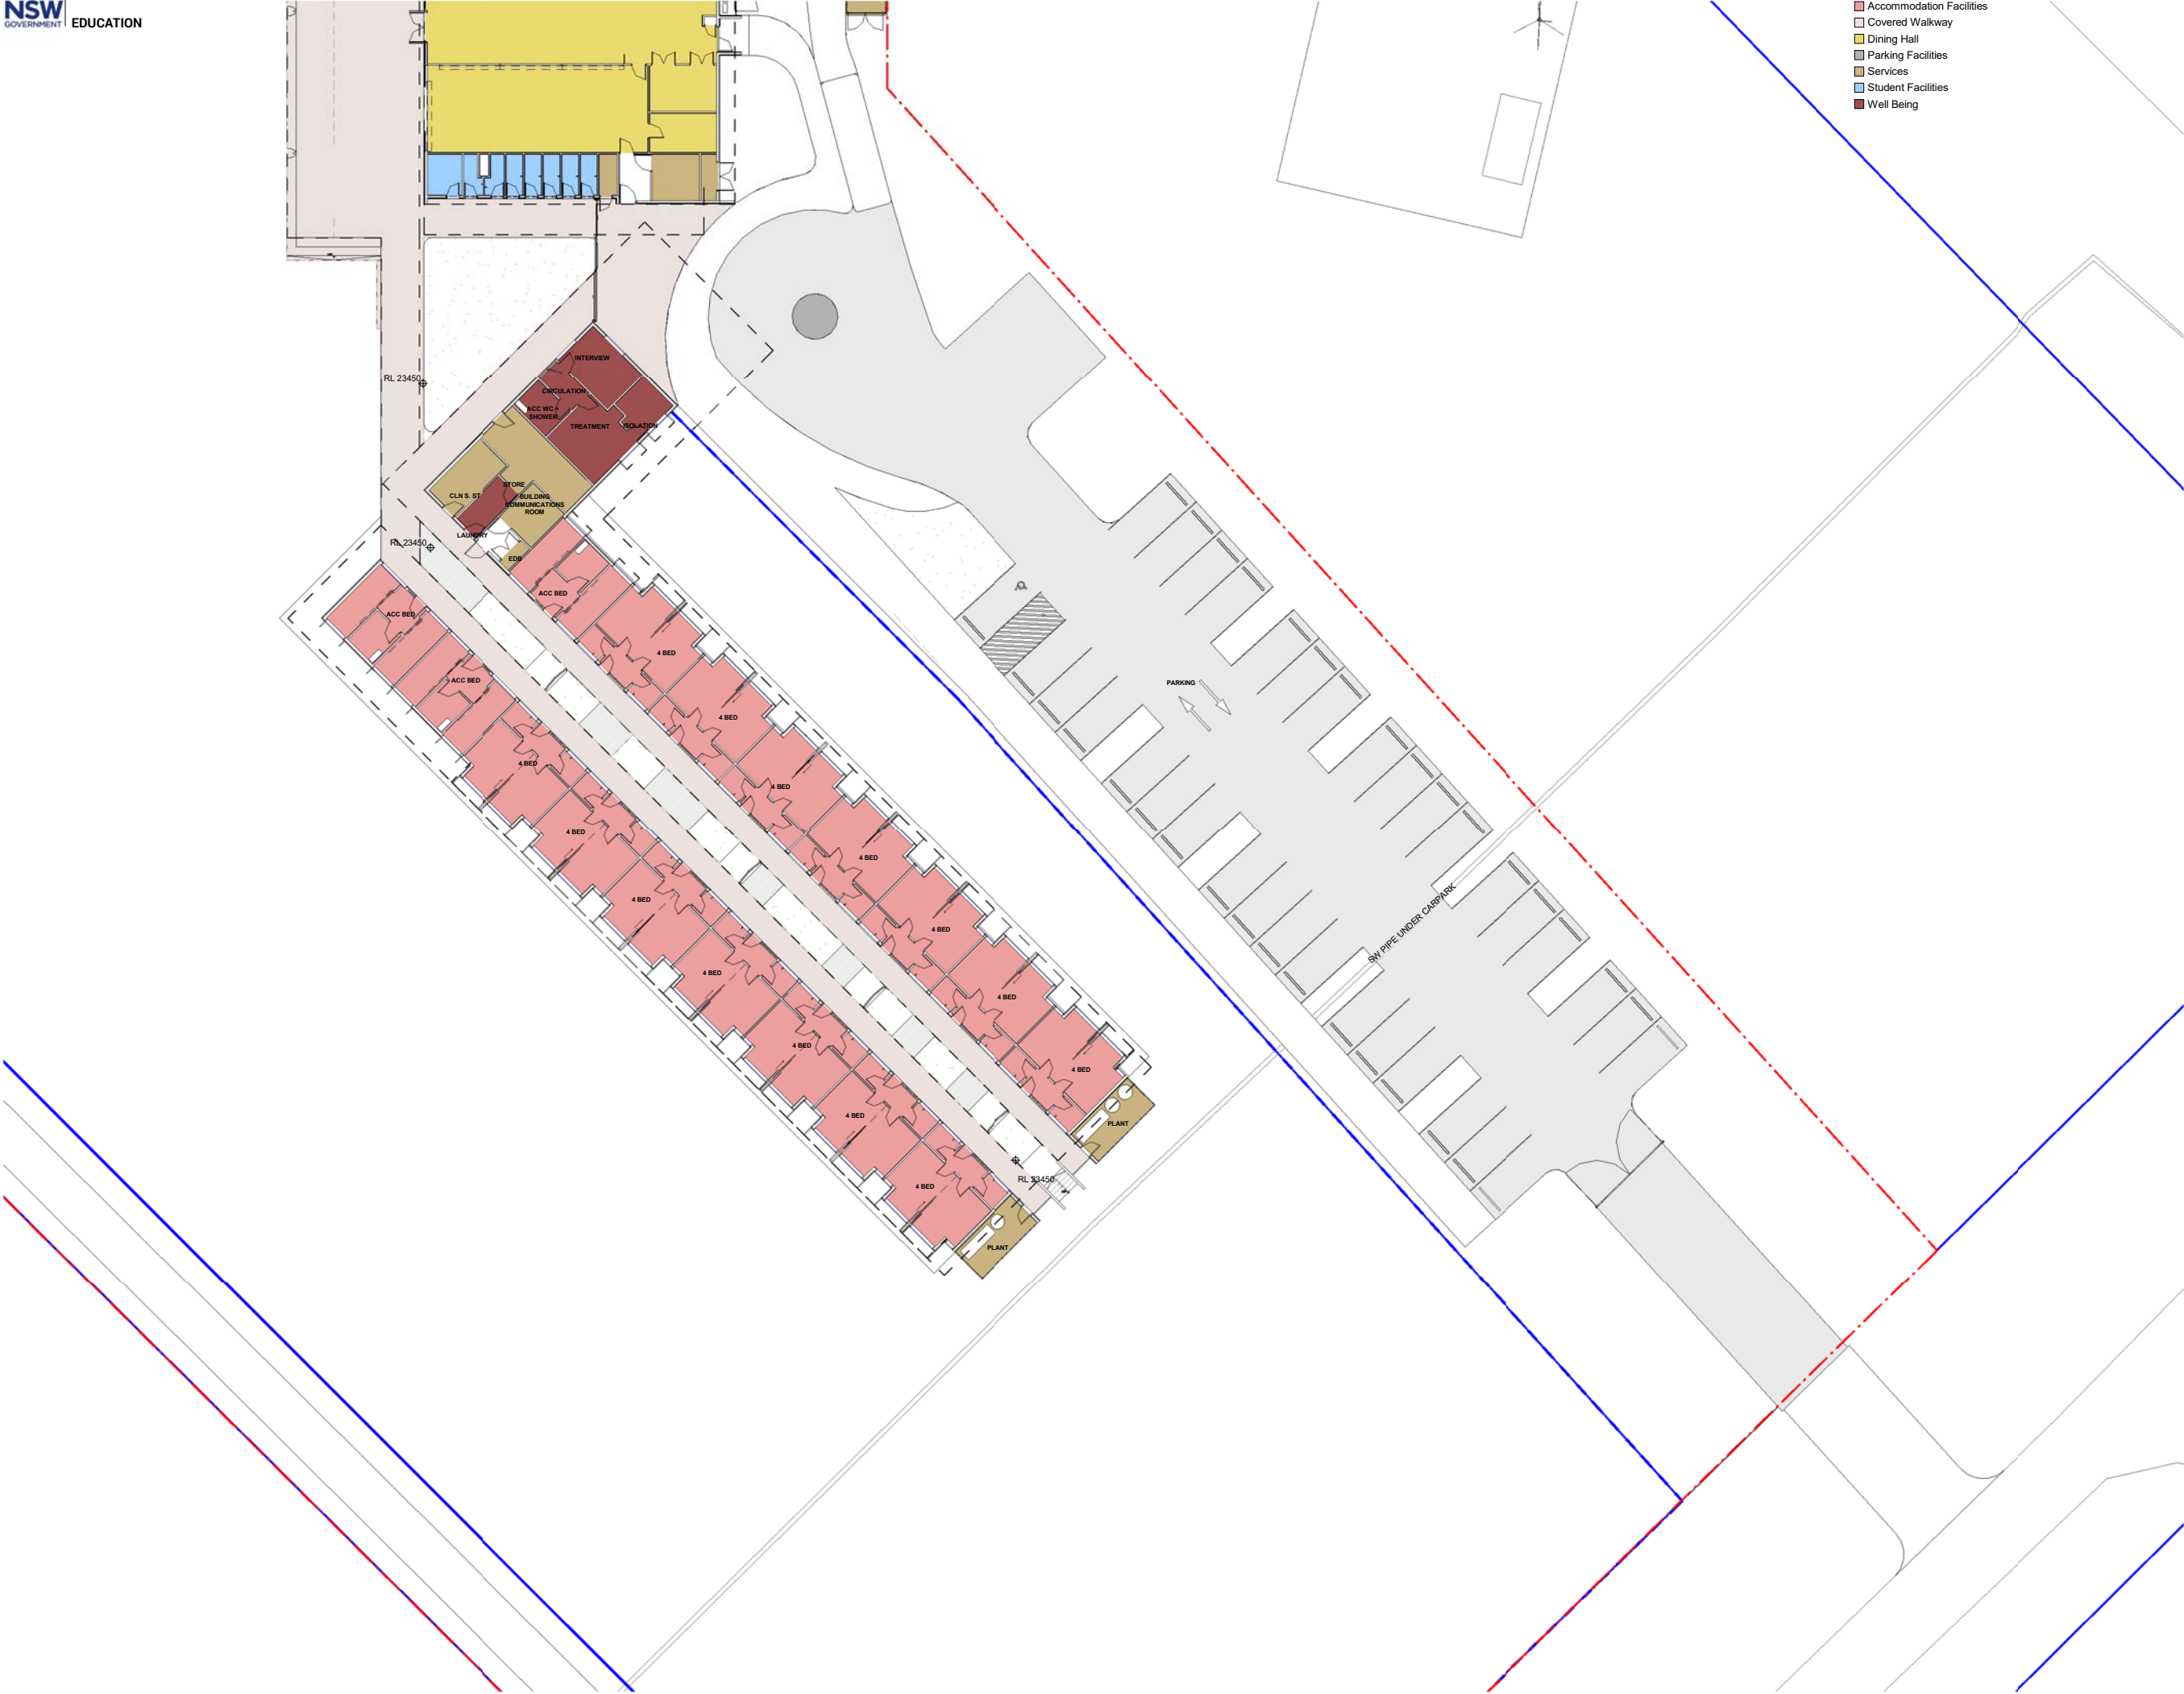 NSW
GOVERNMENT
EDUCATION
Accommodation Facilities
Covered Walkway
Dining Hall
Parking Facilities
Services
Student Facilities
Well Being
INTERVIEW
RL 23450
CIRCULATION
ACC WC +
SHOWER
TREATMENT
ISOLATION
STORE
CLN S. ST
BUILDING
COMMUNICATIONS
ROOM
LAUNDRY
RL 23450
EDB
ACC BED
ACC BED
4 BED
ACC BED
PARKING
4 BED
4 BED
4 BED
4 BED
4 BED
SW PIPE UNDER CARPARK
4 BED
4 BED
4 BED
4 BED
4 BED
4 BED
4 BED
PLANT
RL 23450
4 BED
PLANT